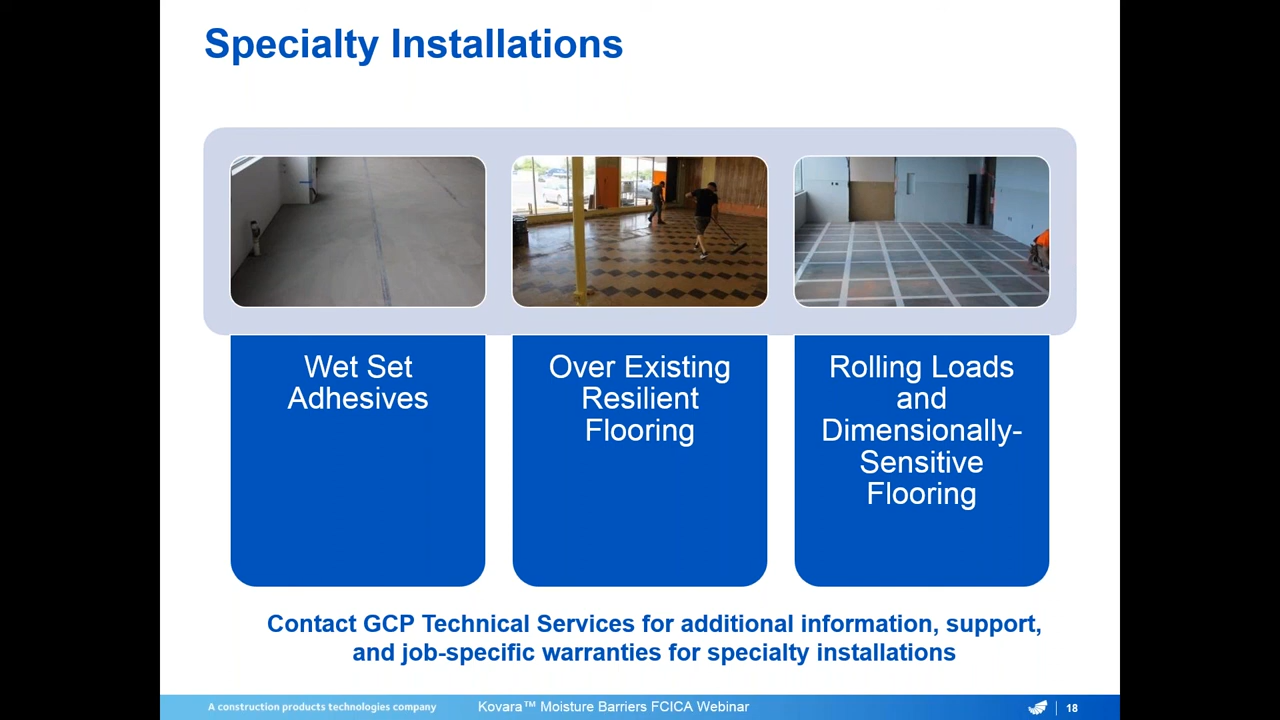 Specialty Installations
Wet Set
Adhesives
Over Existing
Resilient
Flooring
Rolling Loads
and
Dimensionally-
Sensitive
Flooring
Contact GCP Technical Services for additional information, support,
and job-specific warranties for specialty installations
A construction products technologies company
Kovara™ Moisture Barriers FCICA Webinar
18